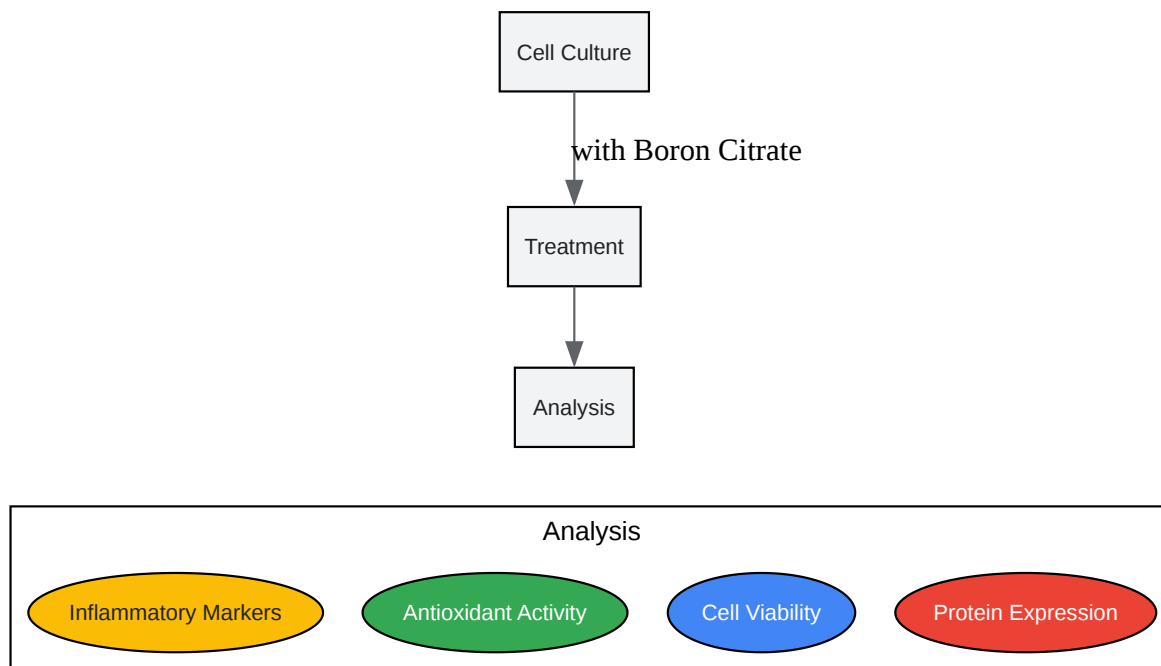 Cell Culture
with Boron Citrate
Treatment
Analysis
Analysis
Inflammatory Markers
Antioxidant Activity
Cell Viability
Protein Expression